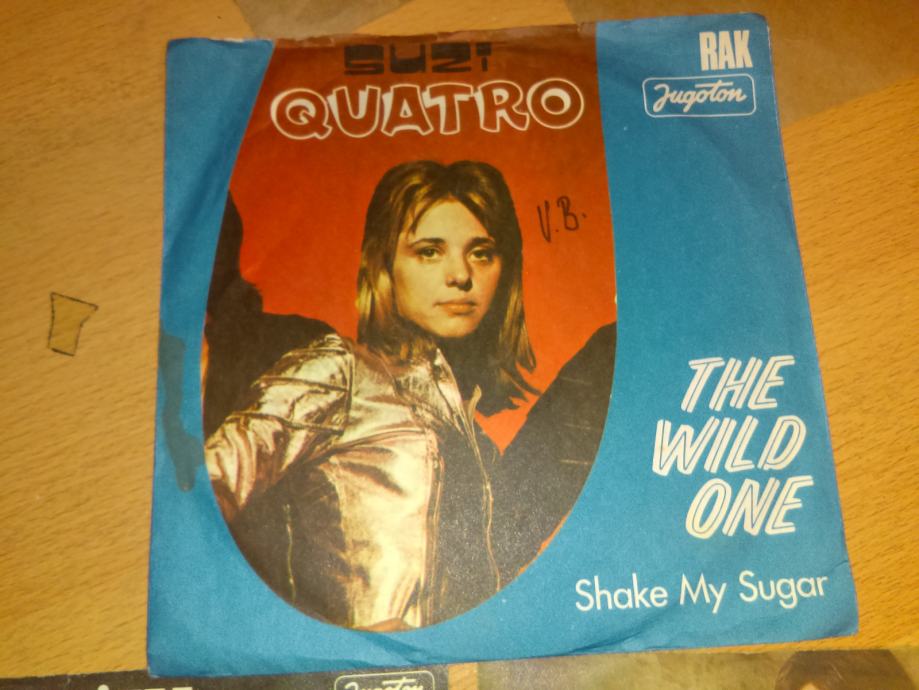 SUZI
QUATRO
RAK
Jugoton
V.B.
THE
WILD
ONE
Shake My Sugar
Jugoton